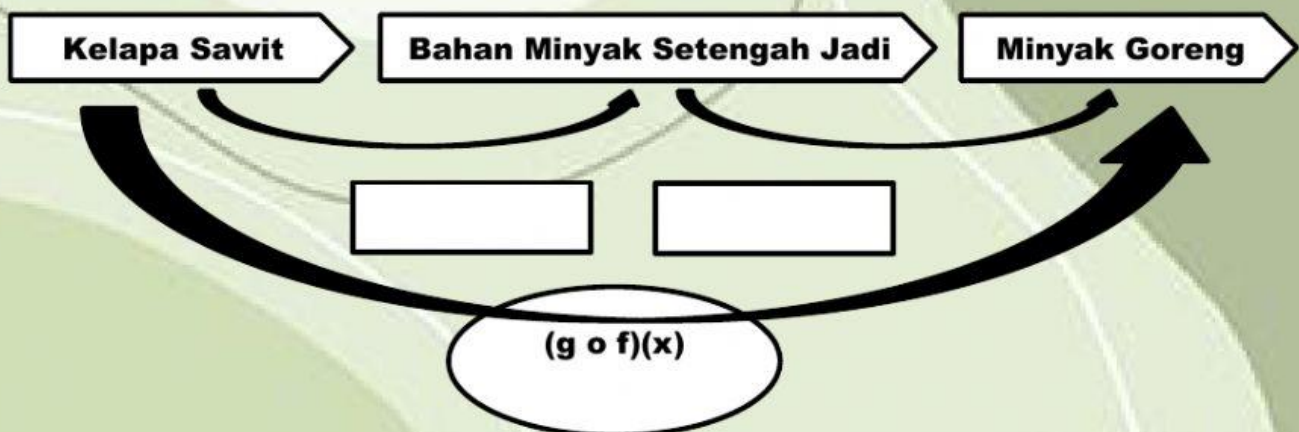 Kelapa Sawit
Bahan Minyak Setengah Jadi
Minyak Goreng
(g o f)(x)